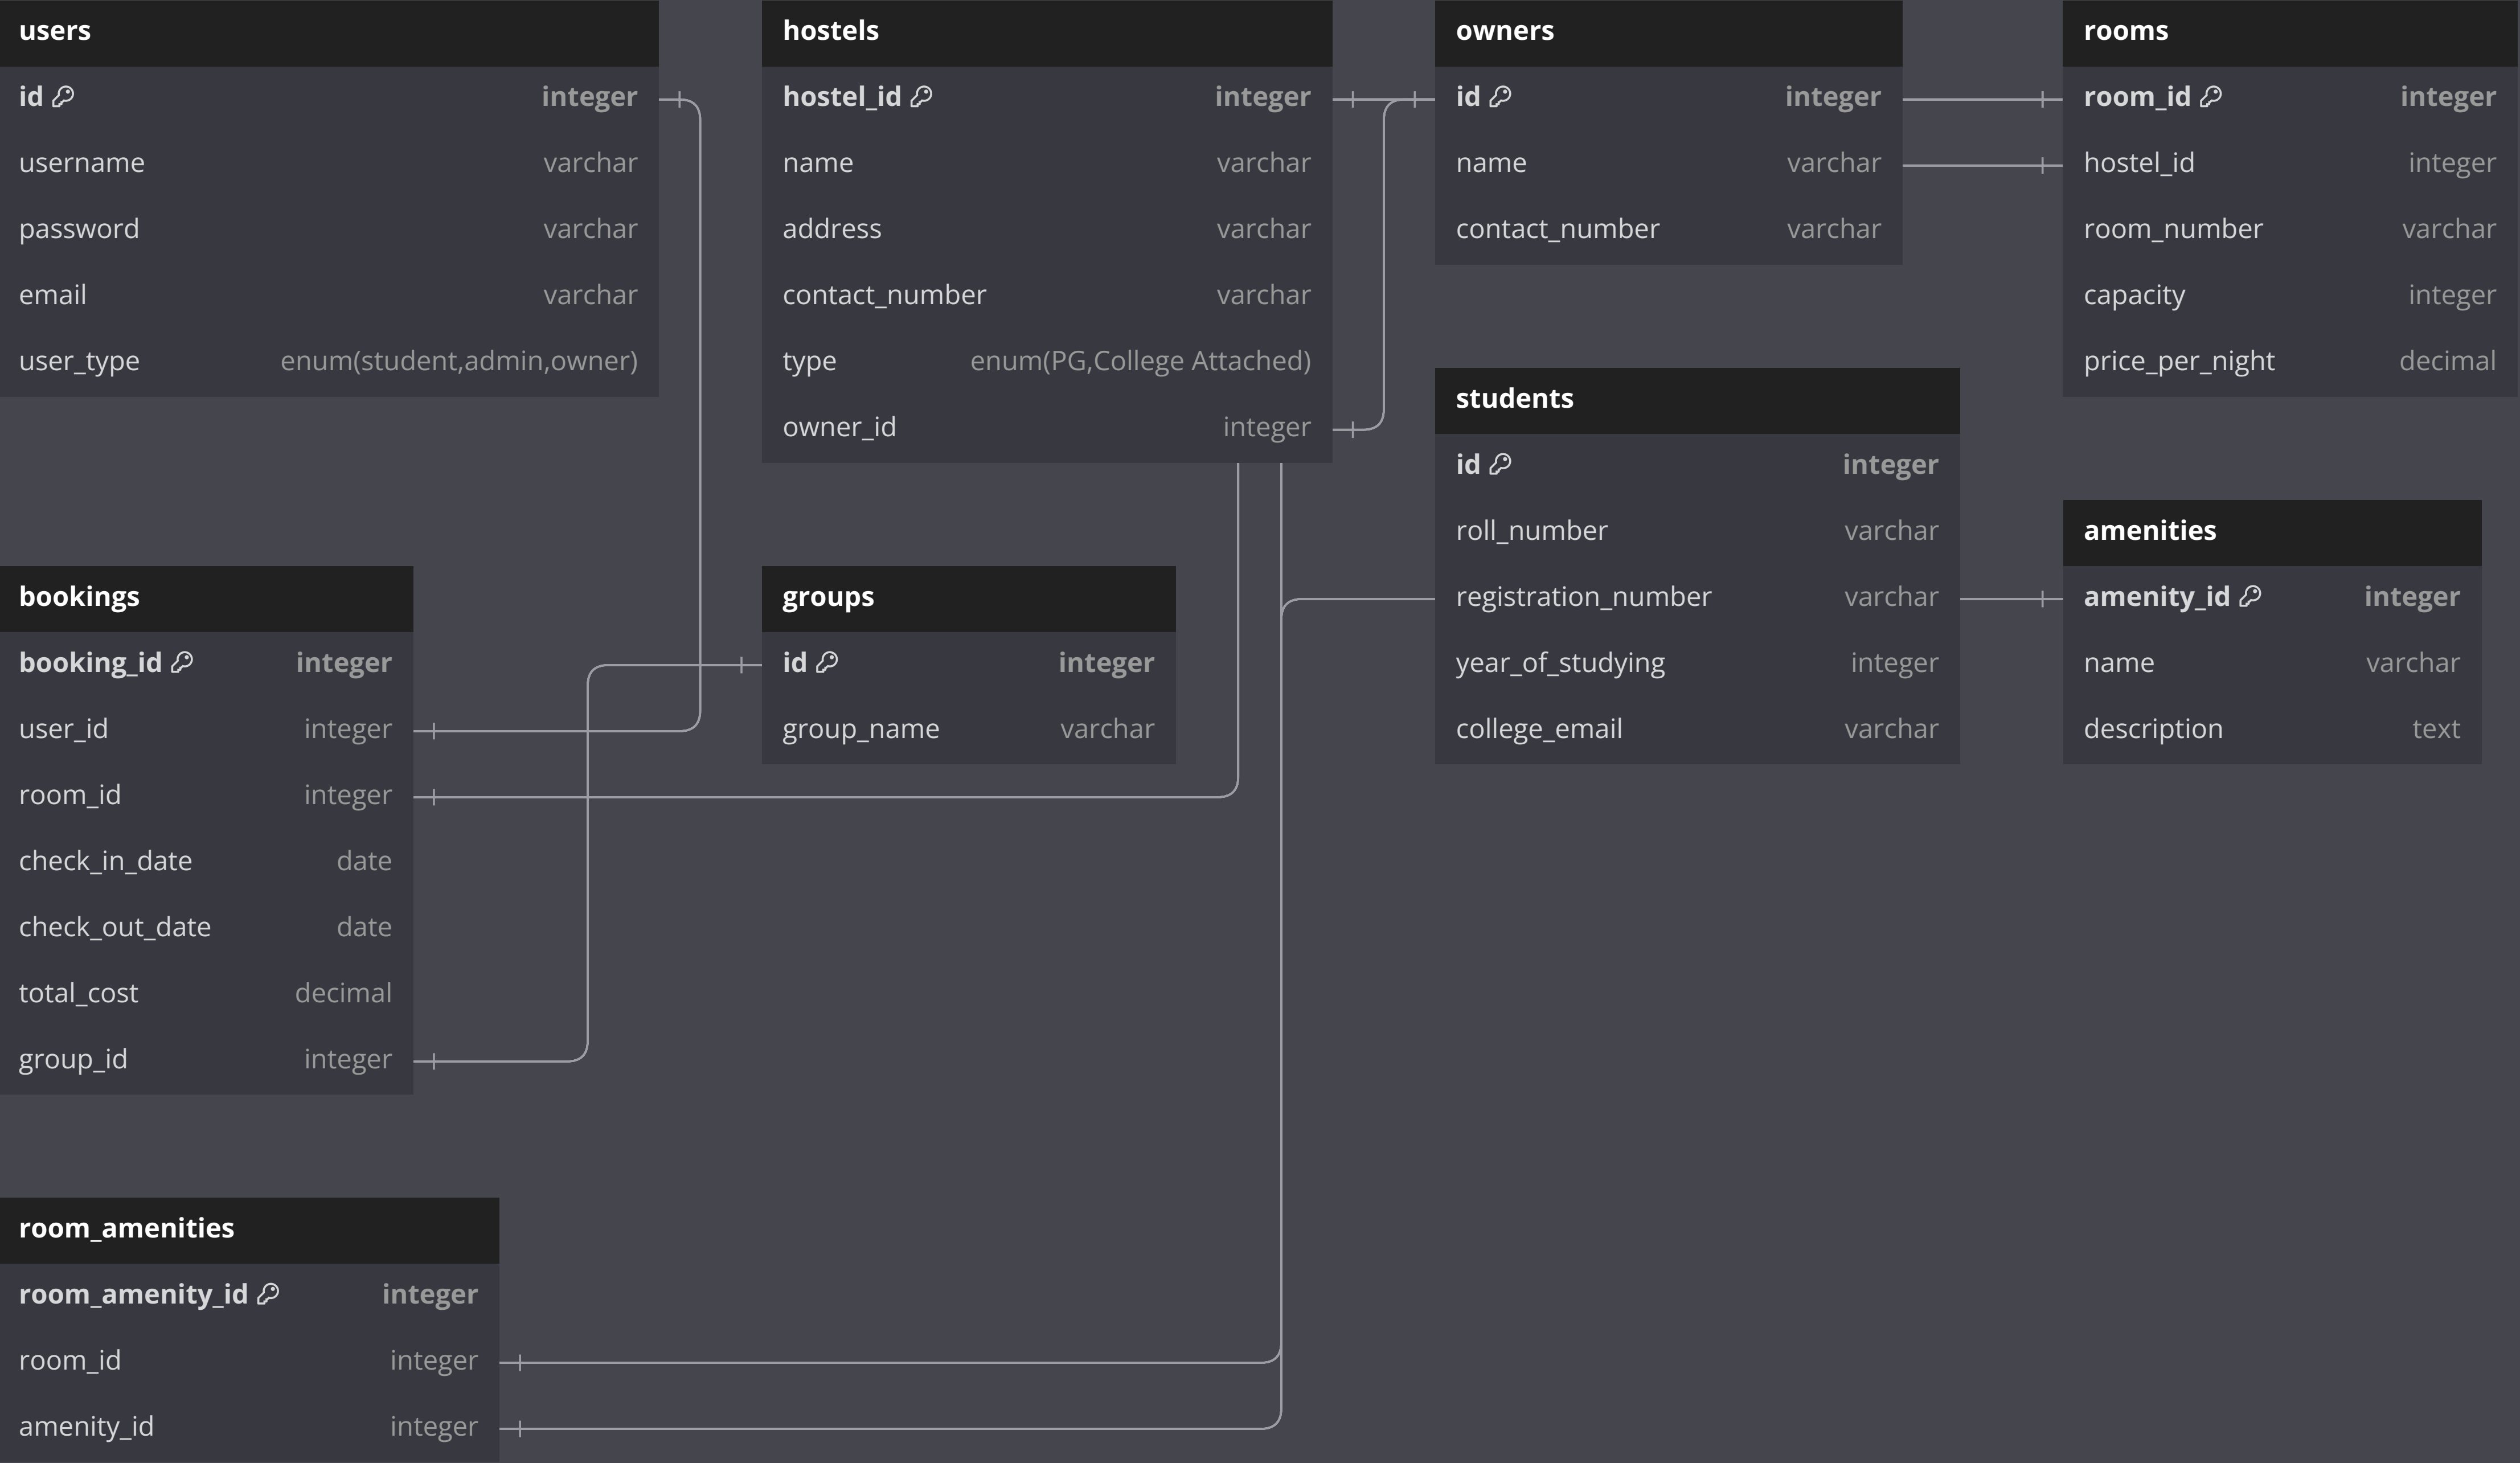 users
id integer
username varchar
password varchar
email varchar
user_type enum(student,admin,owner)
hostels
hostel_id integer
name varchar
address varchar
contact_number varchar
type enum(PG,College Attached)
owner_id integer
owners
id integer
name varchar
contact_number varchar
rooms
room_id integer
hostel_id integer
room_number varchar
capacity integer
price_per_night decimal
students
id integer
roll_number varchar
registration_number varchar
year_of_studying integer
college_email varchar
amenities
amenity_id integer
name varchar
description text
bookings
booking_id integer
user_id integer
room_id integer
check_in_date date
check_out_date date
total_cost decimal
group_id integer
groups
id integer
group_name varchar
room_amenities
room_amenity_id integer
room_id integer
amenity_id integer